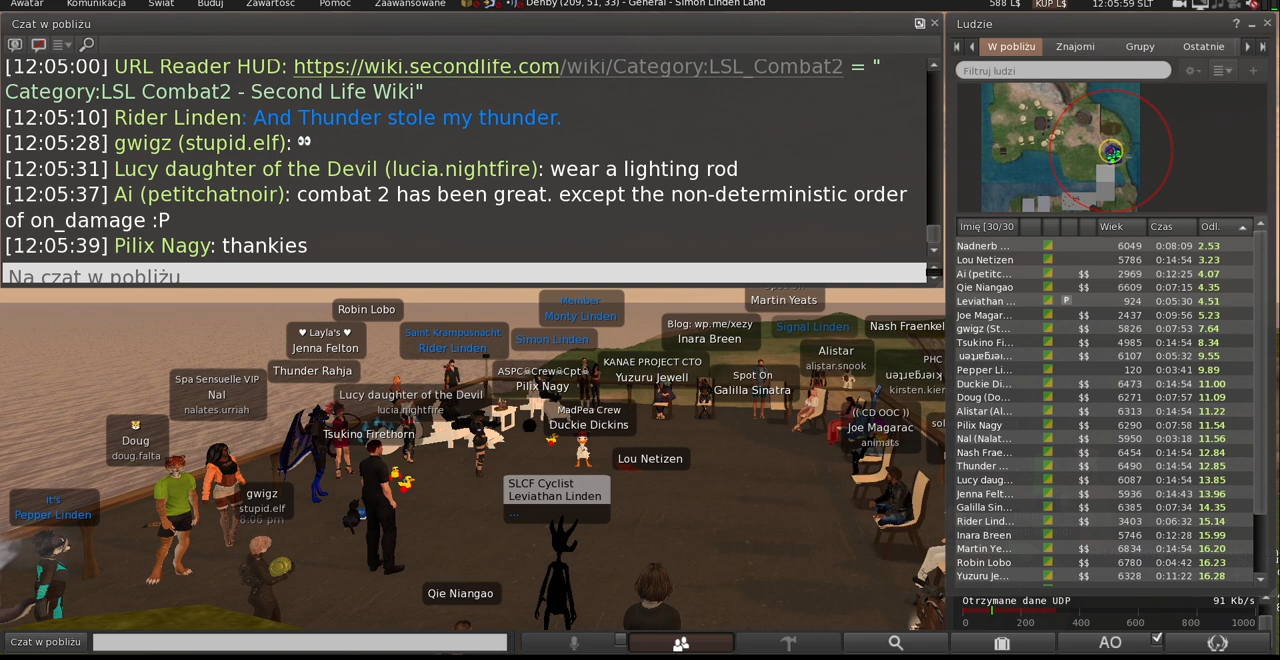 Awatar Komunikacja Świat Buduj Zawartość Pomoc Zaawansowane Denby (209, 51, 33) - General - Simon Linden Land 588 L$ KUP L$ 12:05:59 SLT
Czat w pobliżu
[12:05:00] URL Reader HUD: https://wiki.secondlife.com/wiki/Category:LSL_Combat2 = "
Category:LSL Combat2 - Second Life Wiki"
[12:05:10] Rider Linden: And Thunder stole my thunder.
[12:05:28] gwigz (stupid.elf): 👀
[12:05:31] Lucy daughter of the Devil (lucia.nightfire): wear a lighting rod
[12:05:37] Ai (petitchatnoir): combat 2 has been great. except the non-deterministic order
of on_damage :P
[12:05:39] Pilix Nagy: thankies
Na czat w pobliżu
Member
Monty Linden
Martin Yeats
Robin Lobo
♥ Layla's ♥
Jenna Felton
Saint Krampusnacht
Rider Linden
Simon Linden
Blog: wp.me/xezy
Inara Breen
Signal Linden
Nash Fraenkel
Thunder Rahja
ASPC☠Crew☠Cpt☠
Pilix Nagy
KANAE PROJECT CTO
Yuzuru Jewell
Alistar
alistar.snook
PHC
kirsten.kier
Spa Sensuelle VIP
Nal
nalates.urriah
Lucy daughter of the Devil
lucia.nightfire
Spot On
Galilla Sinatra
MadPea Crew
Duckie Dickins
(( CD OOC ))
Joe Magarac
animats
sol
Doug
doug.falta
Tsukino Firethorn
Lou Netizen
It's
Pepper Linden
gwigz
stupid.elf
8:06 pm
SLCF Cyclist
Leviathan Linden
...
Qie Niangao
Czat w pobliżu
Ludzie
? _ ×
W pobliżu Znajomi Grupy Ostatnie
Filtruj ludzi
Imię [30/30 Wiek Czas Odl.
Nadnerb ... 6049 0:08:09 2.53
Lou Netizen 5786 0:14:54 3.23
Ai (petitc... $$ 2969 0:12:25 4.07
Qie Niangao $$ 6609 0:07:15 4.35
Leviathan ... P 924 0:05:30 4.51
Joe Magar... $$ 2437 0:09:56 5.23
gwigz (St... $$ 5826 0:07:53 7.64
Tsukino Fi... $$ 4985 0:14:54 8.34
$$ 6107 0:05:32 9.55
Pepper Li... 120 0:03:41 9.89
Duckie Di... $$ 6473 0:14:54 11.00
Doug (Do... $$ 6271 0:07:57 11.09
Alistar (Al... $$ 6313 0:14:54 11.22
Pilix Nagy $$ 6290 0:07:58 11.54
Nal (Nalat... $$ 5950 0:03:18 11.56
Nash Frae... $$ 6454 0:14:54 12.84
Thunder ... $$ 6490 0:14:54 12.85
Lucy daug... $$ 6087 0:14:54 13.85
Jenna Felt... $$ 5936 0:14:43 13.96
Galilla Sin... $$ 6385 0:07:34 14.35
Rider Lind... $$ 3403 0:06:32 15.14
Inara Breen 5746 0:12:28 15.99
Martin Ye... $$ 6834 0:14:54 16.20
Robin Lobo $$ 6780 0:04:42 16.23
Yuzuru Je... $$ 6328 0:11:22 16.28
Otrzymane dane UDP 91 Kb/s
0 200 400 600 800 1000
AO